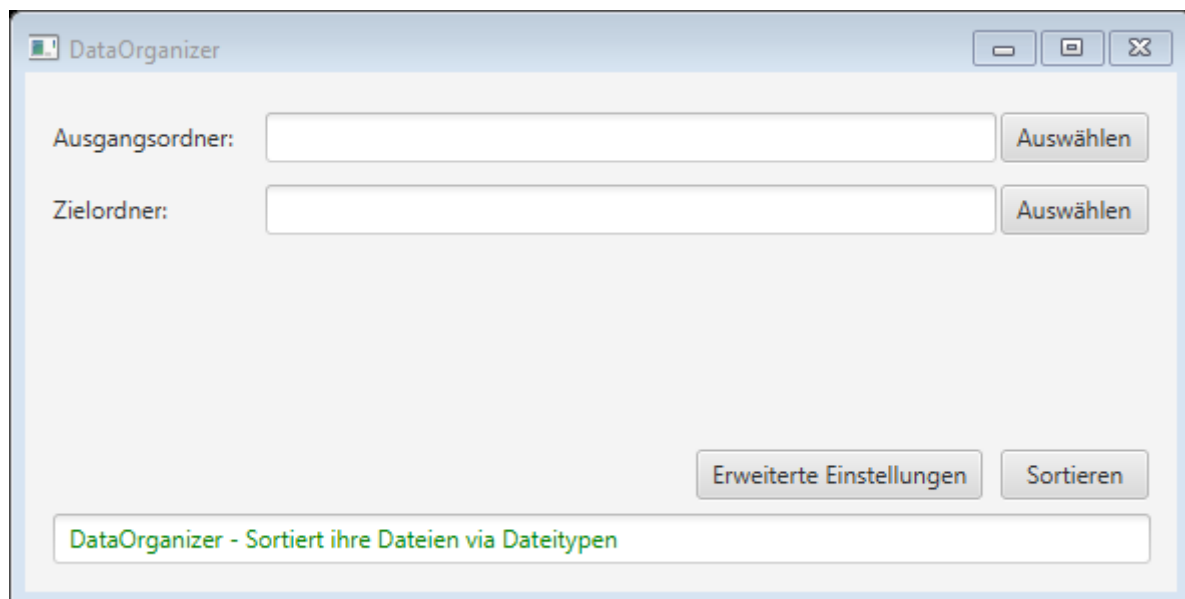 DataOrganizer
Ausgangsordner: Auswählen
Zielordner: Auswählen
Erweiterte Einstellungen Sortieren
DataOrganizer - Sortiert ihre Dateien via Dateitypen